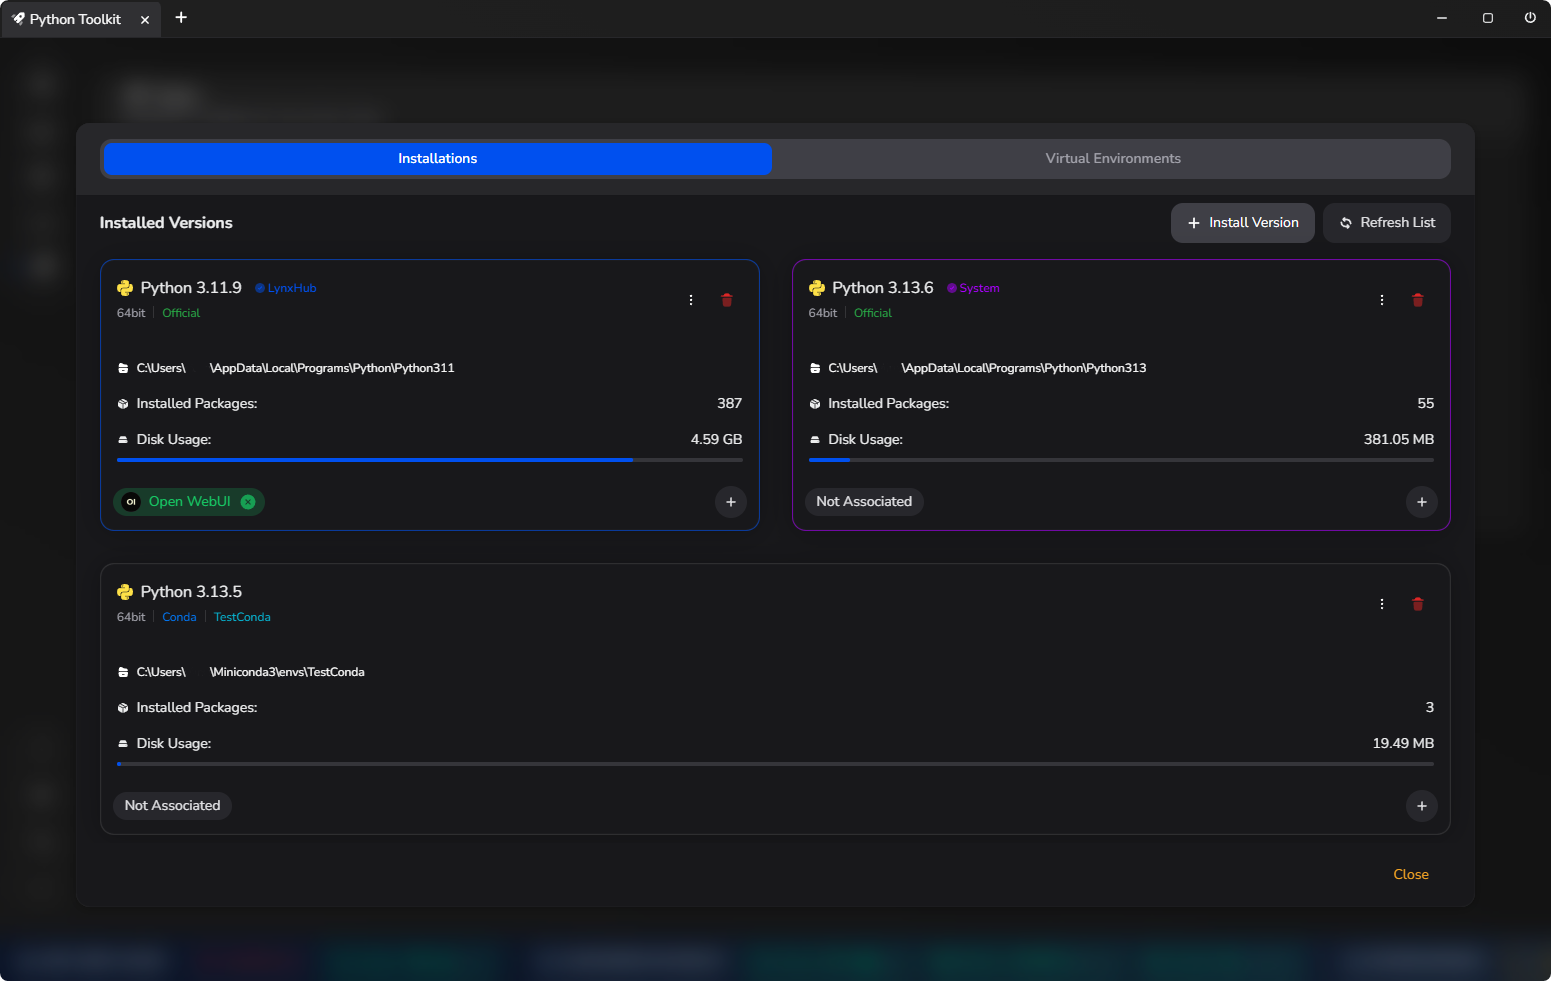 Python Toolkit
Installations
Virtual Environments
Installed Versions
Install Version
Refresh List
Python 3.11.9 LynxHub
64bit Official
C:\Users\ \AppData\Local\Programs\Python\Python311
Installed Packages: 387
Disk Usage: 4.59 GB
OI Open WebUI
Python 3.13.6 System
64bit Official
C:\Users\ \AppData\Local\Programs\Python\Python313
Installed Packages: 55
Disk Usage: 381.05 MB
Not Associated
Python 3.13.5
64bit Conda TestConda
C:\Users\ \Miniconda3\envs\TestConda
Installed Packages: 3
Disk Usage: 19.49 MB
Not Associated
Close